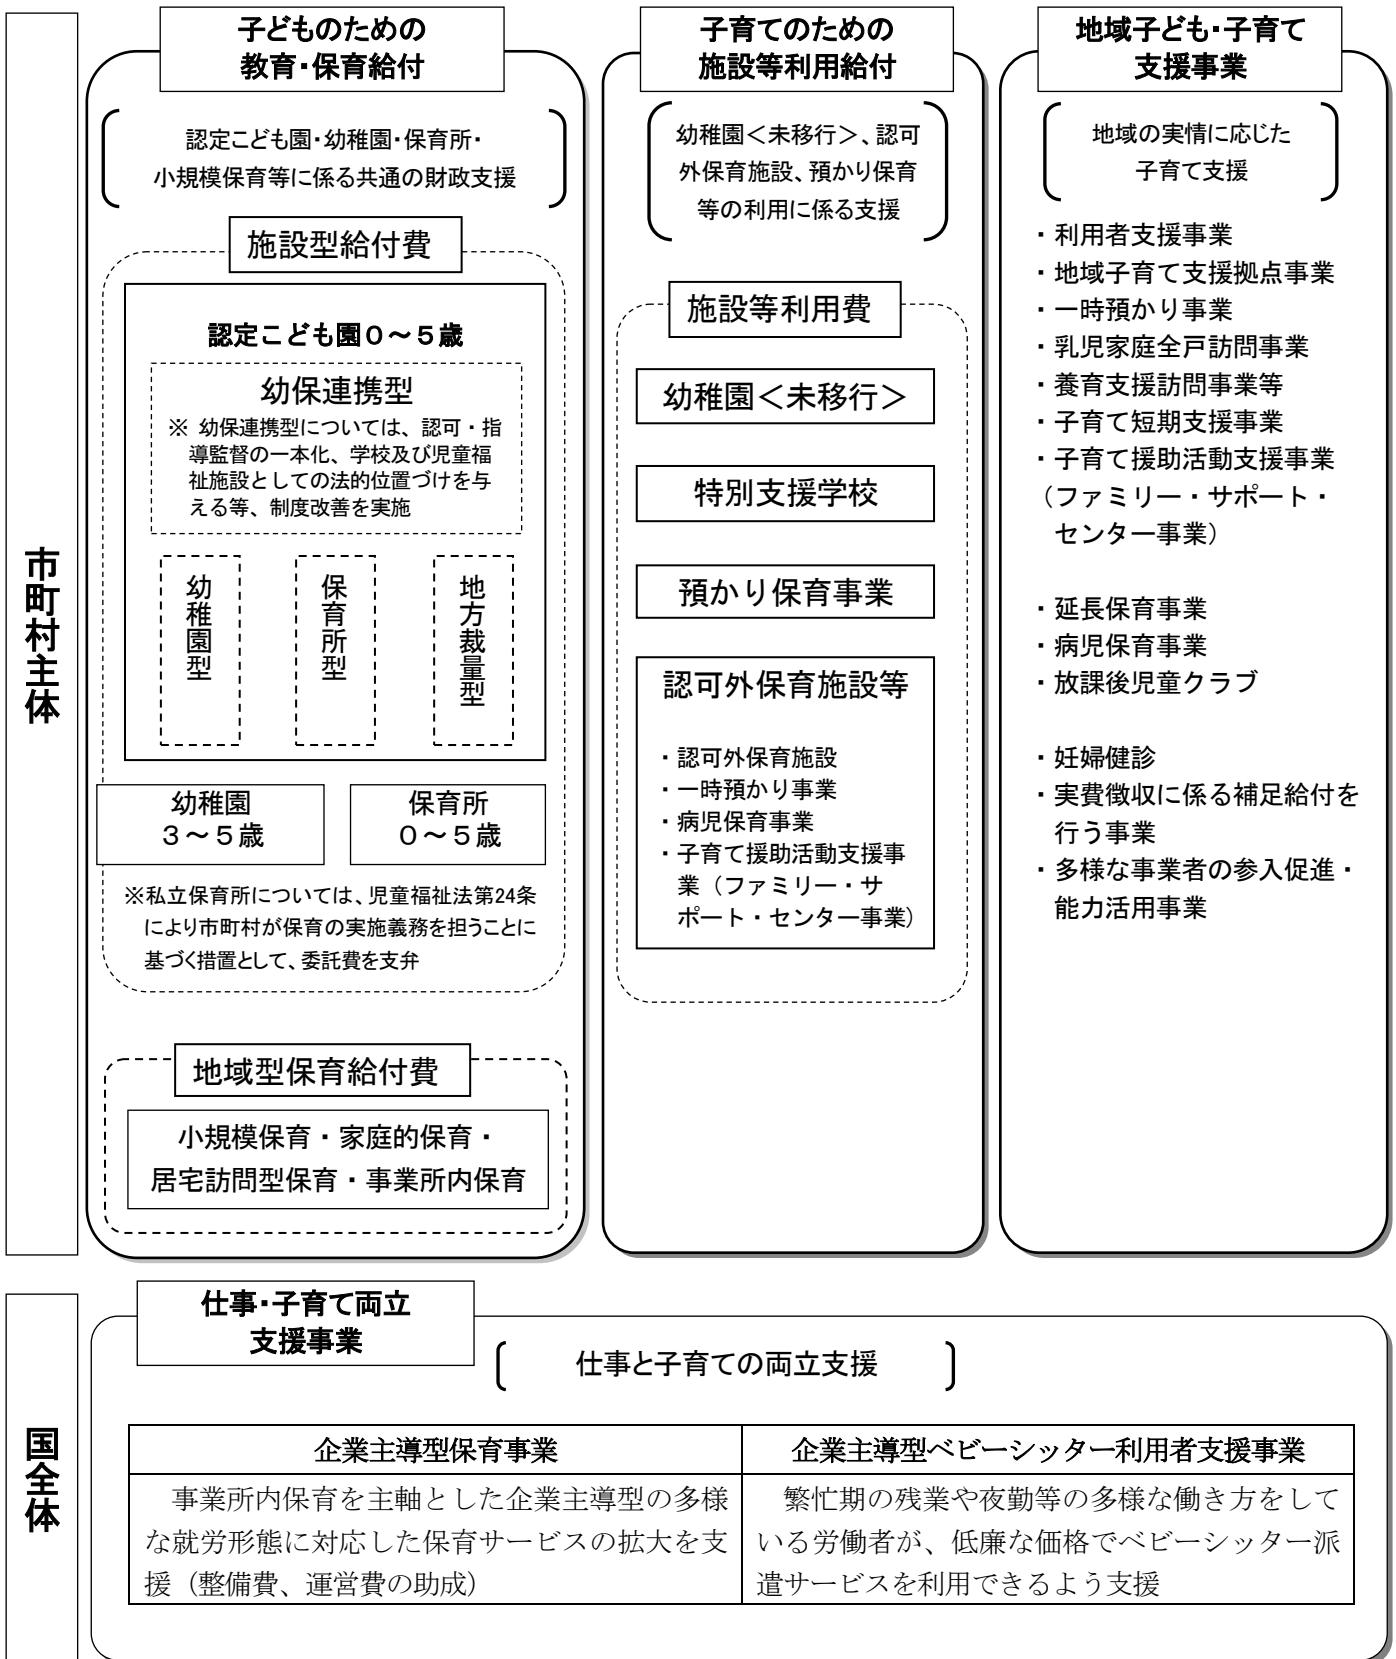 市町村主体
子どものための
教育・保育給付
認定こども園・幼稚園・保育所・
小規模保育等に係る共通の財政支援
施設型給付費
認定こども園０～５歳
幼保連携型
※ 幼保連携型については、認可・指
導監督の一本化、学校及び児童福
祉施設としての法的位置づけを与
える等、制度改善を実施
幼稚園型
保育所型
地方裁量型
幼稚園
３～５歳
保育所
０～５歳
※私立保育所については、児童福祉法第24条
により市町村が保育の実施義務を担うことに
基づく措置として、委託費を支弁
地域型保育給付費
小規模保育・家庭的保育・
居宅訪問型保育・事業所内保育
子育てのための
施設等利用給付
幼稚園＜未移行＞、認可
外保育施設、預かり保育
等の利用に係る支援
施設等利用費
幼稚園＜未移行＞
特別支援学校
預かり保育事業
認可外保育施設等
・認可外保育施設
・一時預かり事業
・病児保育事業
・子育て援助活動支援事
業（ファミリー・サ
ポート・センター事業）
地域子ども・子育て
支援事業
地域の実情に応じた
子育て支援
・利用者支援事業
・地域子育て支援拠点事業
・一時預かり事業
・乳児家庭全戸訪問事業
・養育支援訪問事業等
・子育て短期支援事業
・子育て援助活動支援事業
（ファミリー・サポート・
センター事業）
・延長保育事業
・病児保育事業
・放課後児童クラブ
・妊婦健診
・実費徴収に係る補足給付を
行う事業
・多様な事業者の参入促進・
能力活用事業
国全体
仕事・子育て両立
支援事業
仕事と子育ての両立支援
企業主導型保育事業
事業所内保育を主軸とした企業主導型の多様
な就労形態に対応した保育サービスの拡大を支
援（整備費、運営費の助成）
企業主導型ベビーシッター利用者支援事業
繁忙期の残業や夜勤等の多様な働き方をして
いる労働者が、低廉な価格でベビーシッター派
遣サービスを利用できるよう支援